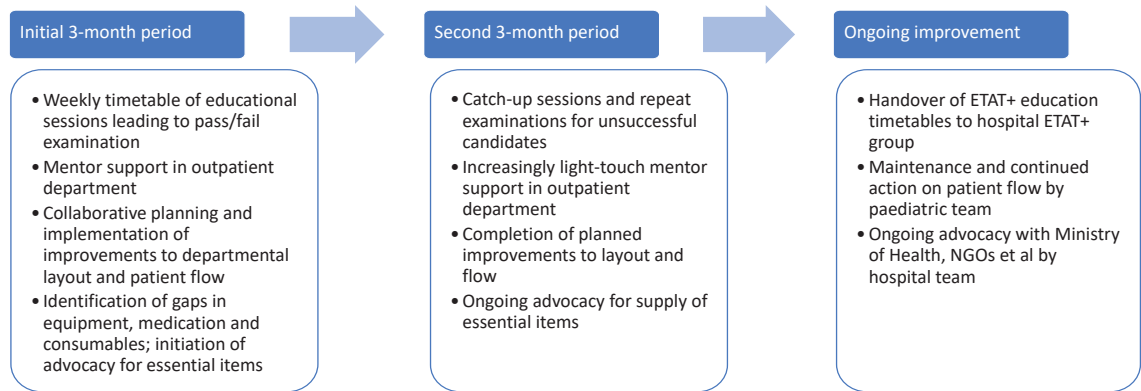 Initial 3-month period
• Weekly timetable of educational
sessions leading to pass/fail
examination
• Mentor support in outpatient
department
• Collaborative planning and
implementation of
improvements to departmental
layout and patient flow
• Identification of gaps in
equipment, medication and
consumables; initiation of
advocacy for essential items
Second 3-month period
• Catch-up sessions and repeat
examinations for unsuccessful
candidates
• Increasingly light-touch mentor
support in outpatient
department
• Completion of planned
improvements to layout and
flow
• Ongoing advocacy for supply of
essential items
Ongoing improvement
• Handover of ETAT+ education
timetables to hospital ETAT+
group
• Maintenance and continued
action on patient flow by
paediatric team
• Ongoing advocacy with Ministry
of Health, NGOs et al by
hospital team